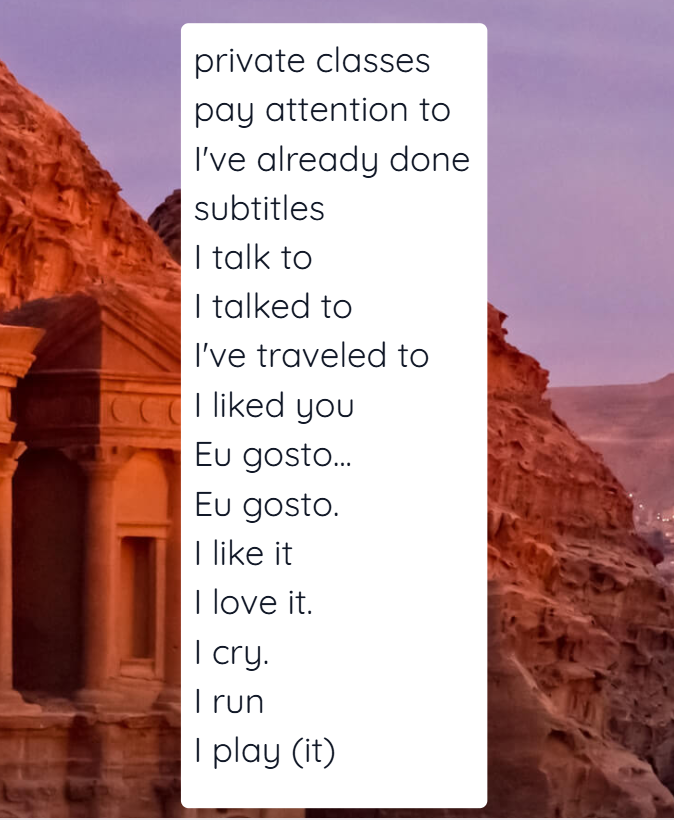 private classes
pay attention to
I've already done
subtitles
I talk to
I talked to
I've traveled to
I liked you
Eu gosto...
Eu gosto.
I like it
I love it.
I cry.
I run
I play (it)